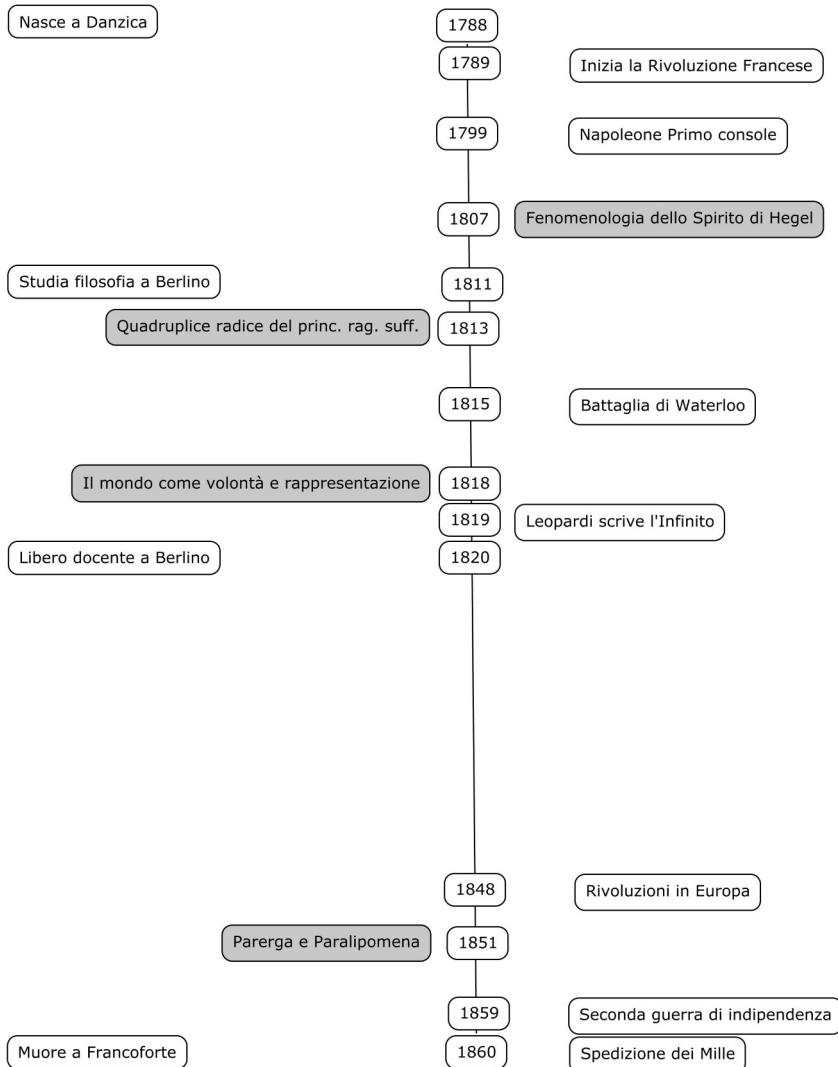 Nasce a Danzica
1788
1789
Inizia la Rivoluzione Francese
1799
Napoleone Primo console
1807
Fenomenologia dello Spirito di Hegel
Studia filosofia a Berlino
1811
Quadruplice radice del princ. rag. suff.
1813
1815
Battaglia di Waterloo
Il mondo come volontà e rappresentazione
1818
1819
Leopardi scrive l'Infinito
Libero docente a Berlino
1820
1848
Rivoluzioni in Europa
Parerga e Paralipomena
1851
1859
Seconda guerra di indipendenza
Muore a Francoforte
1860
Spedizione dei Mille